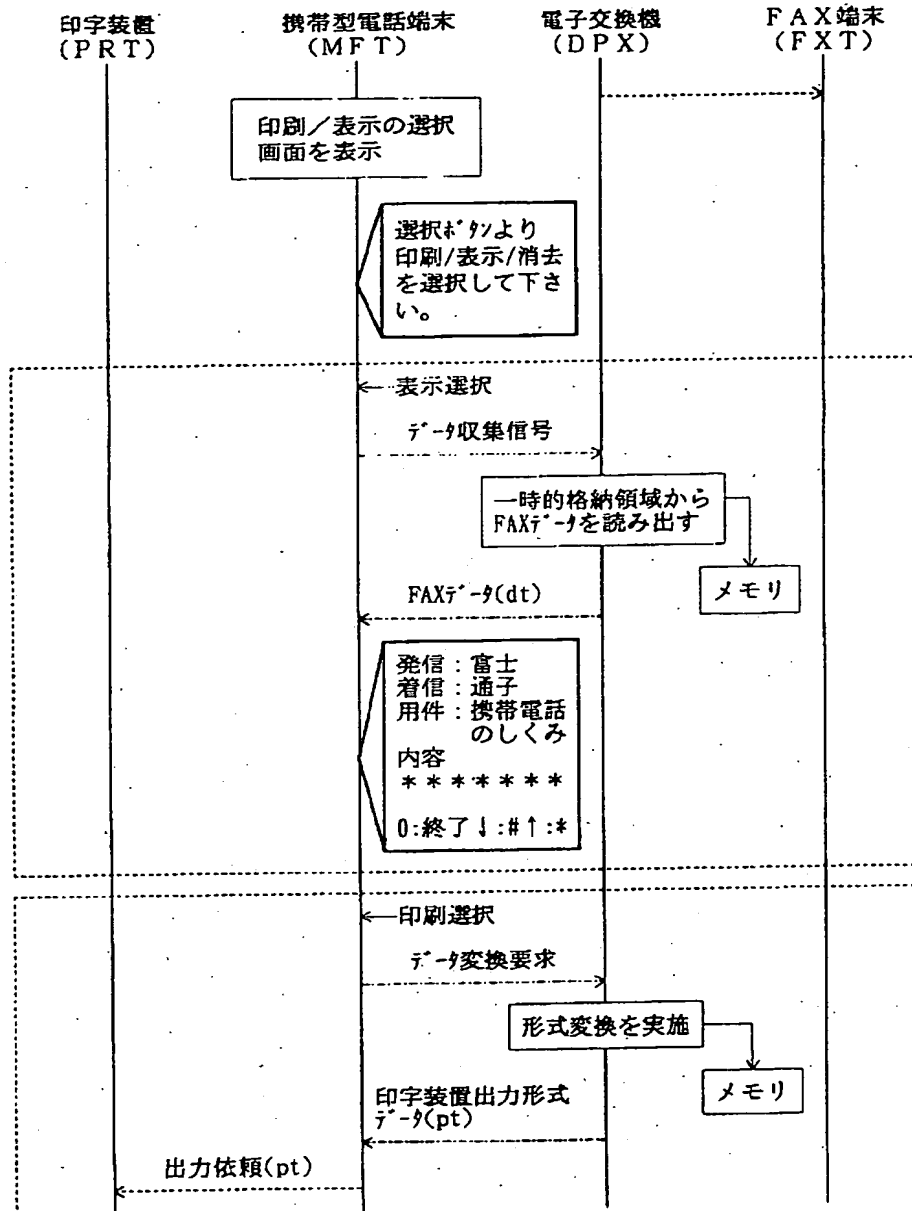 印字装置
(ＰＲＴ)
携帯型電話端末
(ＭＦＴ)
電子交換機
(ＤＰＸ)
ＦＡＸ端末
(ＦＸＴ)
印刷／表示の選択
画面を表示
選択ﾎﾞﾀﾝより
印刷/表示/消去
を選択して下さ
い。
表示選択
ﾃﾞｰﾀ収集信号
一時的格納領域から
FAXﾃﾞｰﾀを読み出す
メモリ
FAXﾃﾞｰﾀ(dt)
発信：富士
着信：通子
用件：携帯電話
のしくみ
内容
＊＊＊＊＊＊＊
0:終了↓:#↑:*
印刷選択
ﾃﾞｰﾀ変換要求
形式変換を実施
メモリ
印字装置出力形式
ﾃﾞｰﾀ(pt)
出力依頼(pt)